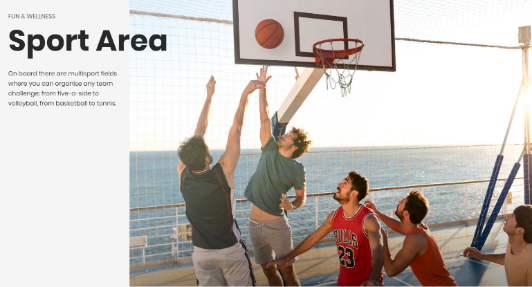 FUN & WELLNESS
Sport Area
On board there are multisport fields
where you can organise any team
challenge: from five-a-side to
volleyball, from basketball to tennis.
BULLS
23